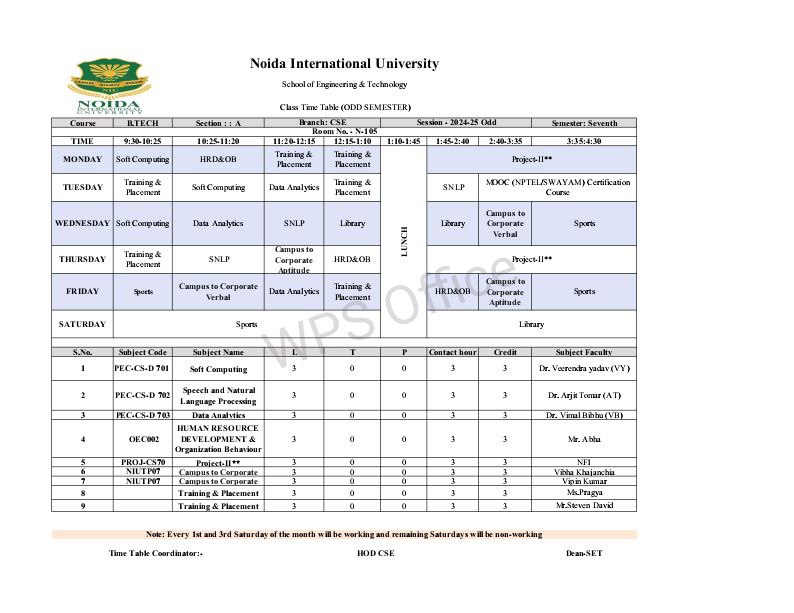 Noida International University
School of Engineering & Technology
NOIDA
INTERNATIONAL
UNIVERSITY
Class Time Table (ODD SEMESTER)
Course B.TECH Section : : A Branch: CSE Session - 2024-25 Odd Semester: Seventh
Room No. - N-105
TIME 9:30-10:25 10:25-11:20 11:20-12:15 12:15-1:10 1:10-1:45 1:45-2:40 2:40-3:35 3:35:4:30
MONDAY Soft Computing HRD&OB Training & Placement Training & Placement Project-II**
TUESDAY Training & Placement Soft Computing Data Analytics Training & Placement SNLP MOOC (NPTEL/SWAYAM) Certification Course
WEDNESDAY Soft Computing Data Analytics SNLP Library Library Campus to Corporate Verbal Sports
LUNCH
THURSDAY Training & Placement SNLP Campus to Corporate Aptitude HRD&OB Project-II**
FRIDAY Sports Campus to Corporate Verbal Data Analytics Training & Placement HRD&OB Campus to Corporate Aptitude Sports
SATURDAY Sports Library
WPS Office
S.No. Subject Code Subject Name L T P Contact hour Credit Subject Faculty
1 PEC-CS-D 701 Soft Computing 3 0 0 3 3 Dr. Veerendra yadav (VY)
2 PEC-CS-D 702 Speech and Natural Language Processing 3 0 0 3 3 Dr. Arjit Tomar (AT)
3 PEC-CS-D 703 Data Analytics 3 0 0 3 3 Dr. Vimal Bibhu (VB)
4 OEC002 HUMAN RESOURCE DEVELOPMENT & Organization Behaviour 3 0 0 3 3 Mr. Abha
5 PROJ-CS70 Project-II** 3 0 0 3 3 NF1
6 NIUTP07 Campus to Corporate 3 0 0 3 3 Vibha Khajanchia
7 NIUTP07 Campus to Corporate 3 0 0 3 3 Vipin Kumar
8 Training & Placement 3 0 0 3 3 Ms.Pragya
9 Training & Placement 3 0 0 3 3 Mr.Steven David
Note: Every 1st and 3rd Saturday of the month will be working and remaining Saturdays will be non-working
Time Table Coordinator:- HOD CSE Dean-SET